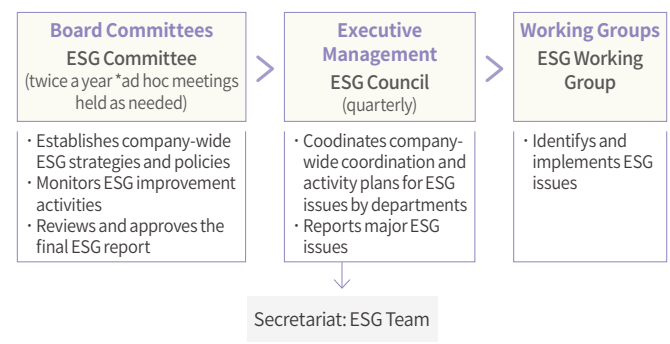 Board Committees
ESG Committee
(twice a year *ad hoc meetings
held as needed)
· Establishes company-wide
ESG strategies and policies
· Monitors ESG improvement
activities
· Reviews and approves the
final ESG report
Executive
Management
ESG Council
(quarterly)
· Coodinates company-
wide coordination and
activity plans for ESG
issues by departments
· Reports major ESG
issues
Working Groups
ESG Working
Group
· Identifys and
implements ESG
issues
Secretariat: ESG Team